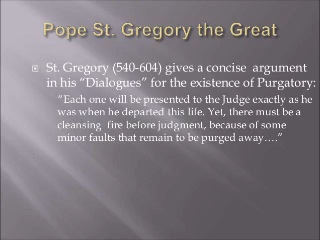 Pope St. Gregory the Great
St. Gregory (540-604) gives a concise argument
in his "Dialogues" for the existence of Purgatory:
"Each one will be presented to the Judge exactly as he
was when he departed this life. Yet, there must be a
cleansing fire before judgment, because of some
minor faults that remain to be purged away…."